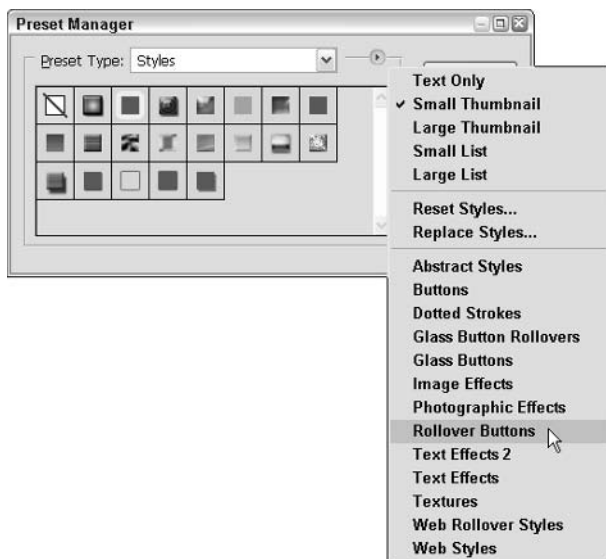 Preset Manager
Preset Type: Styles
Text Only
Small Thumbnail
Large Thumbnail
Small List
Large List
Reset Styles...
Replace Styles...
Abstract Styles
Buttons
Dotted Strokes
Glass Button Rollovers
Glass Buttons
Image Effects
Photographic Effects
Rollover Buttons
Text Effects 2
Text Effects
Textures
Web Rollover Styles
Web Styles